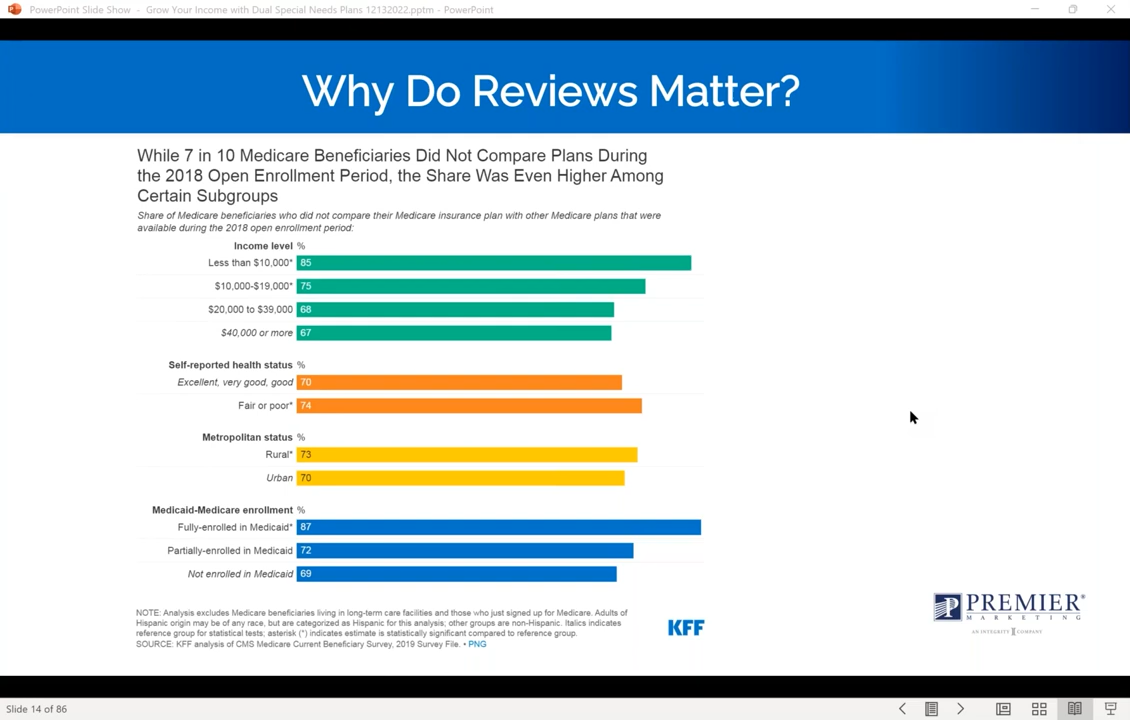 PowerPoint Slide Show - Grow Your Income with Dual Special Needs Plans 12132022.pptm - PowerPoint
Why Do Reviews Matter?
While 7 in 10 Medicare Beneficiaries Did Not Compare Plans During
the 2018 Open Enrollment Period, the Share Was Even Higher Among
Certain Subgroups
Share of Medicare beneficiaries who did not compare their Medicare insurance plan with other Medicare plans that were
available during the 2018 open enrollment period:
Income level %
Less than $10,000* 85
$10,000-$19,000* 75
$20,000 to $39,000 68
$40,000 or more 67
Self-reported health status %
Excellent, very good, good 70
Fair or poor* 74
Metropolitan status %
Rural* 73
Urban 70
Medicaid-Medicare enrollment %
Fully-enrolled in Medicaid* 87
Partially-enrolled in Medicaid 72
Not enrolled in Medicaid 69
NOTE: Analysis excludes Medicare beneficiaries living in long-term care facilities and those who just signed up for Medicare. Adults of
Hispanic origin may be of any race, but are categorized as Hispanic for this analysis; other groups are non-Hispanic. Italics indicates
reference group for statistical tests; asterisk (*) indicates estimate is statistically significant compared to reference group.
SOURCE: KFF analysis of CMS Medicare Current Beneficiary Survey, 2019 Survey File. • PNG
KFF
PREMIER®
MARKETING
AN INTEGRITY COMPANY
Slide 14 of 86